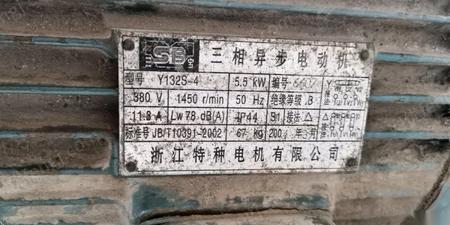 三相异步电动机
型号 Y132S-4 5.5 kW 编号
380 V 1450 r/min 50 Hz 绝缘等级 B
11.8 A Lw 78 dB(A) IP44 S1 接法 △
标准号 JB/T10391-2002 67 kg 200 年 月
浙江特种电机有限公司